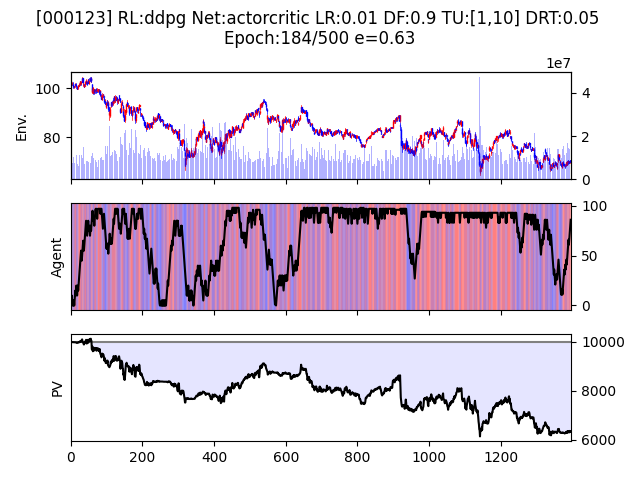 [000123] RL:ddpg Net:actorcritic LR:0.01 DF:0.9 TU:[1,10] DRT:0.05
Epoch:184/500 e=0.63
1e7
Env.
100
80
4
2
0
Agent
100
50
0
PV
10000
8000
6000
0 200 400 600 800 1000 1200